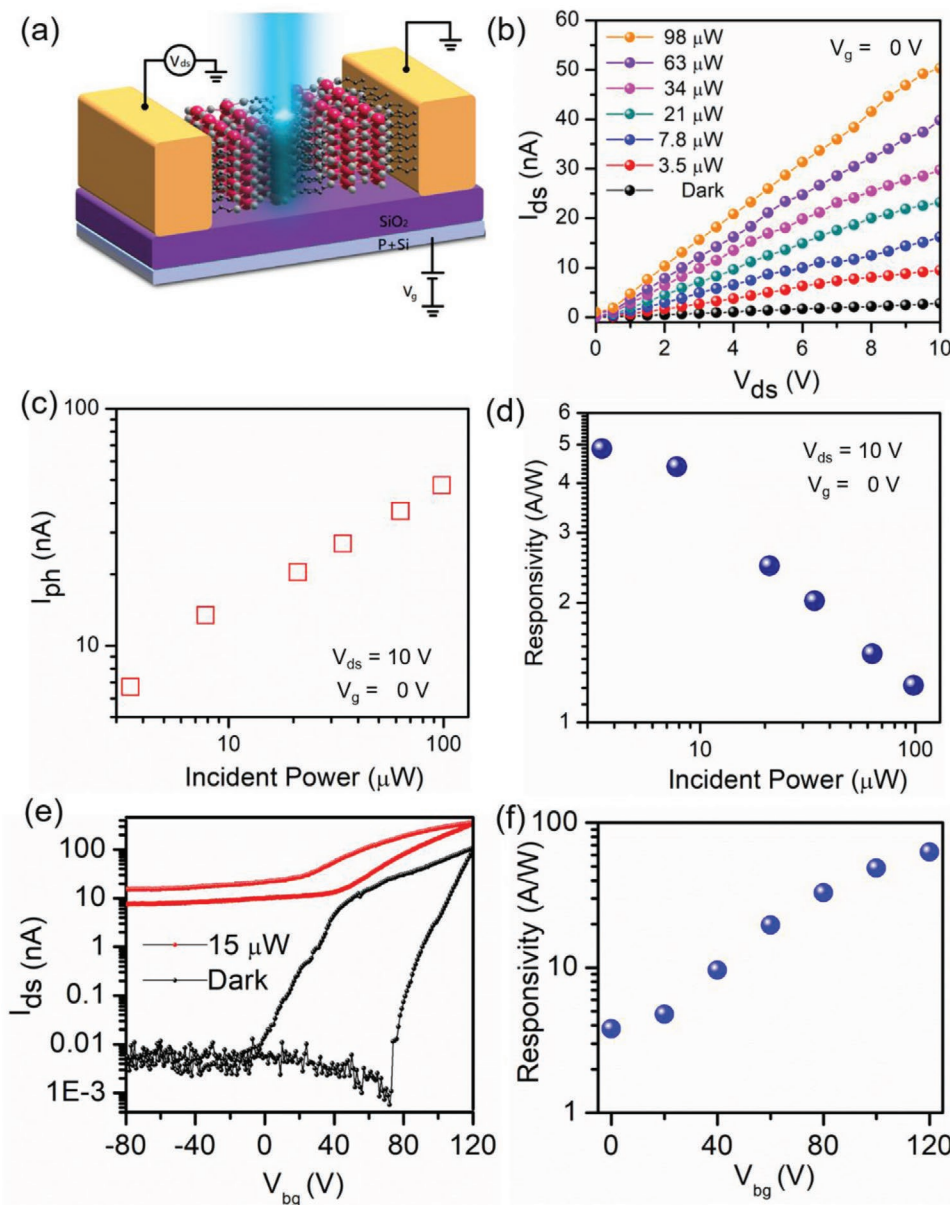 (a)
V_ds
SiO₂
P+Si
V_g
(b)
98 μW
63 μW
34 μW
21 μW
7.8 μW
3.5 μW
Dark
V_g = 0 V
60
50
40
30
20
10
0
I_ds (nA)
0 2 4 6 8 10
V_ds (V)
(c)
100
10
I_ph (nA)
V_ds = 10 V
V_g = 0 V
10 100
Incident Power (μW)
(d)
6
5
4
3
2
1
Responsivity (A/W)
V_ds = 10 V
V_g = 0 V
10 100
Incident Power (μW)
(e)
100
10
1
0.1
0.01
1E-3
I_ds (nA)
15 μW
Dark
-80 -40 0 40 80 120
V_bg (V)
(f)
100
10
1
Responsivity (A/W)
0 40 80 120
V_bg (V)